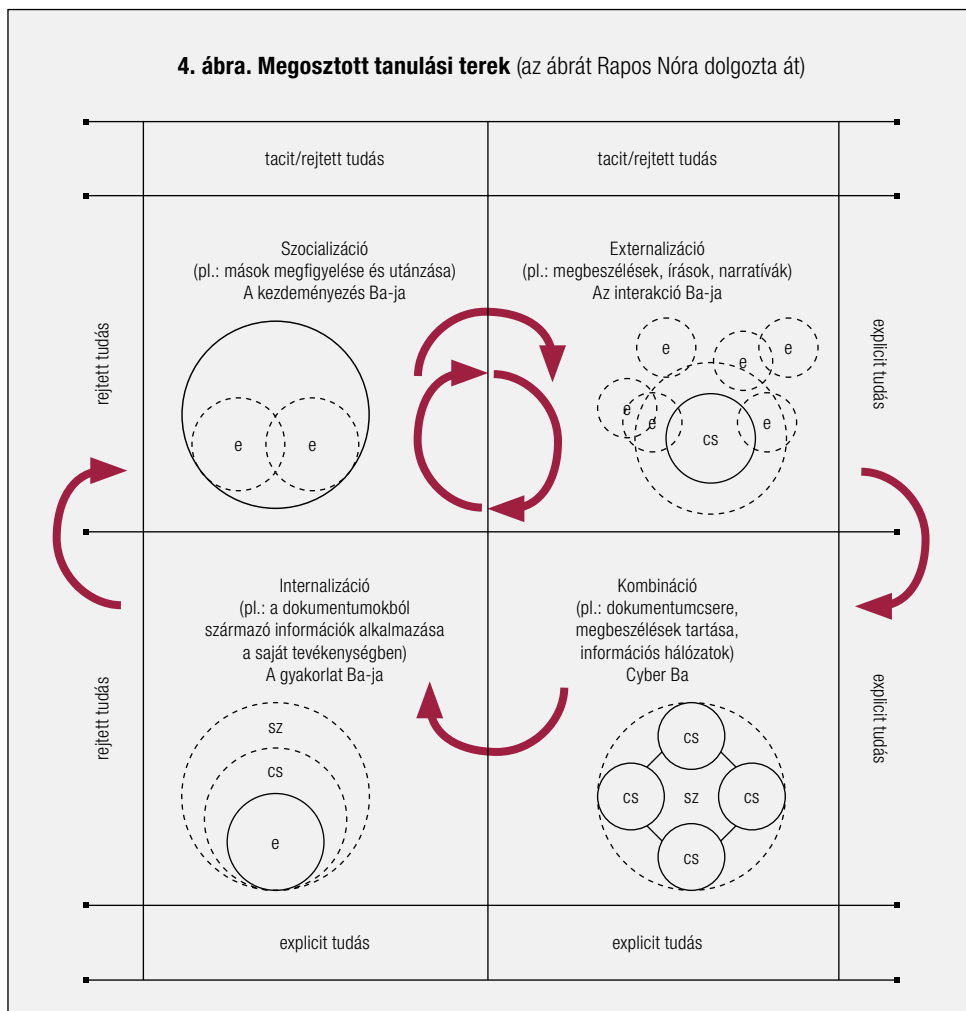 4. ábra. Megosztott tanulási terek (az ábrát Rapos Nóra dolgozta át)
tacit/rejtett tudás
tacit/rejtett tudás
rejtett tudás
Szocializáció
(pl.: mások megfigyelése és utánzása)
A kezdeményezés Ba-ja
e
e
Externalizáció
(pl.: megbeszélések, írások, narratívák)
Az interakció Ba-ja
e
e
e
e
e
e
cs
explicit tudás
rejtett tudás
Internalizáció
(pl.: a dokumentumokból
származó információk alkalmazása
a saját tevékenységben)
A gyakorlat Ba-ja
sz
cs
e
Kombináció
(pl.: dokumentumcsere,
megbeszélések tartása,
információs hálózatok)
Cyber Ba
cs
cs
sz
cs
cs
explicit tudás
explicit tudás
explicit tudás